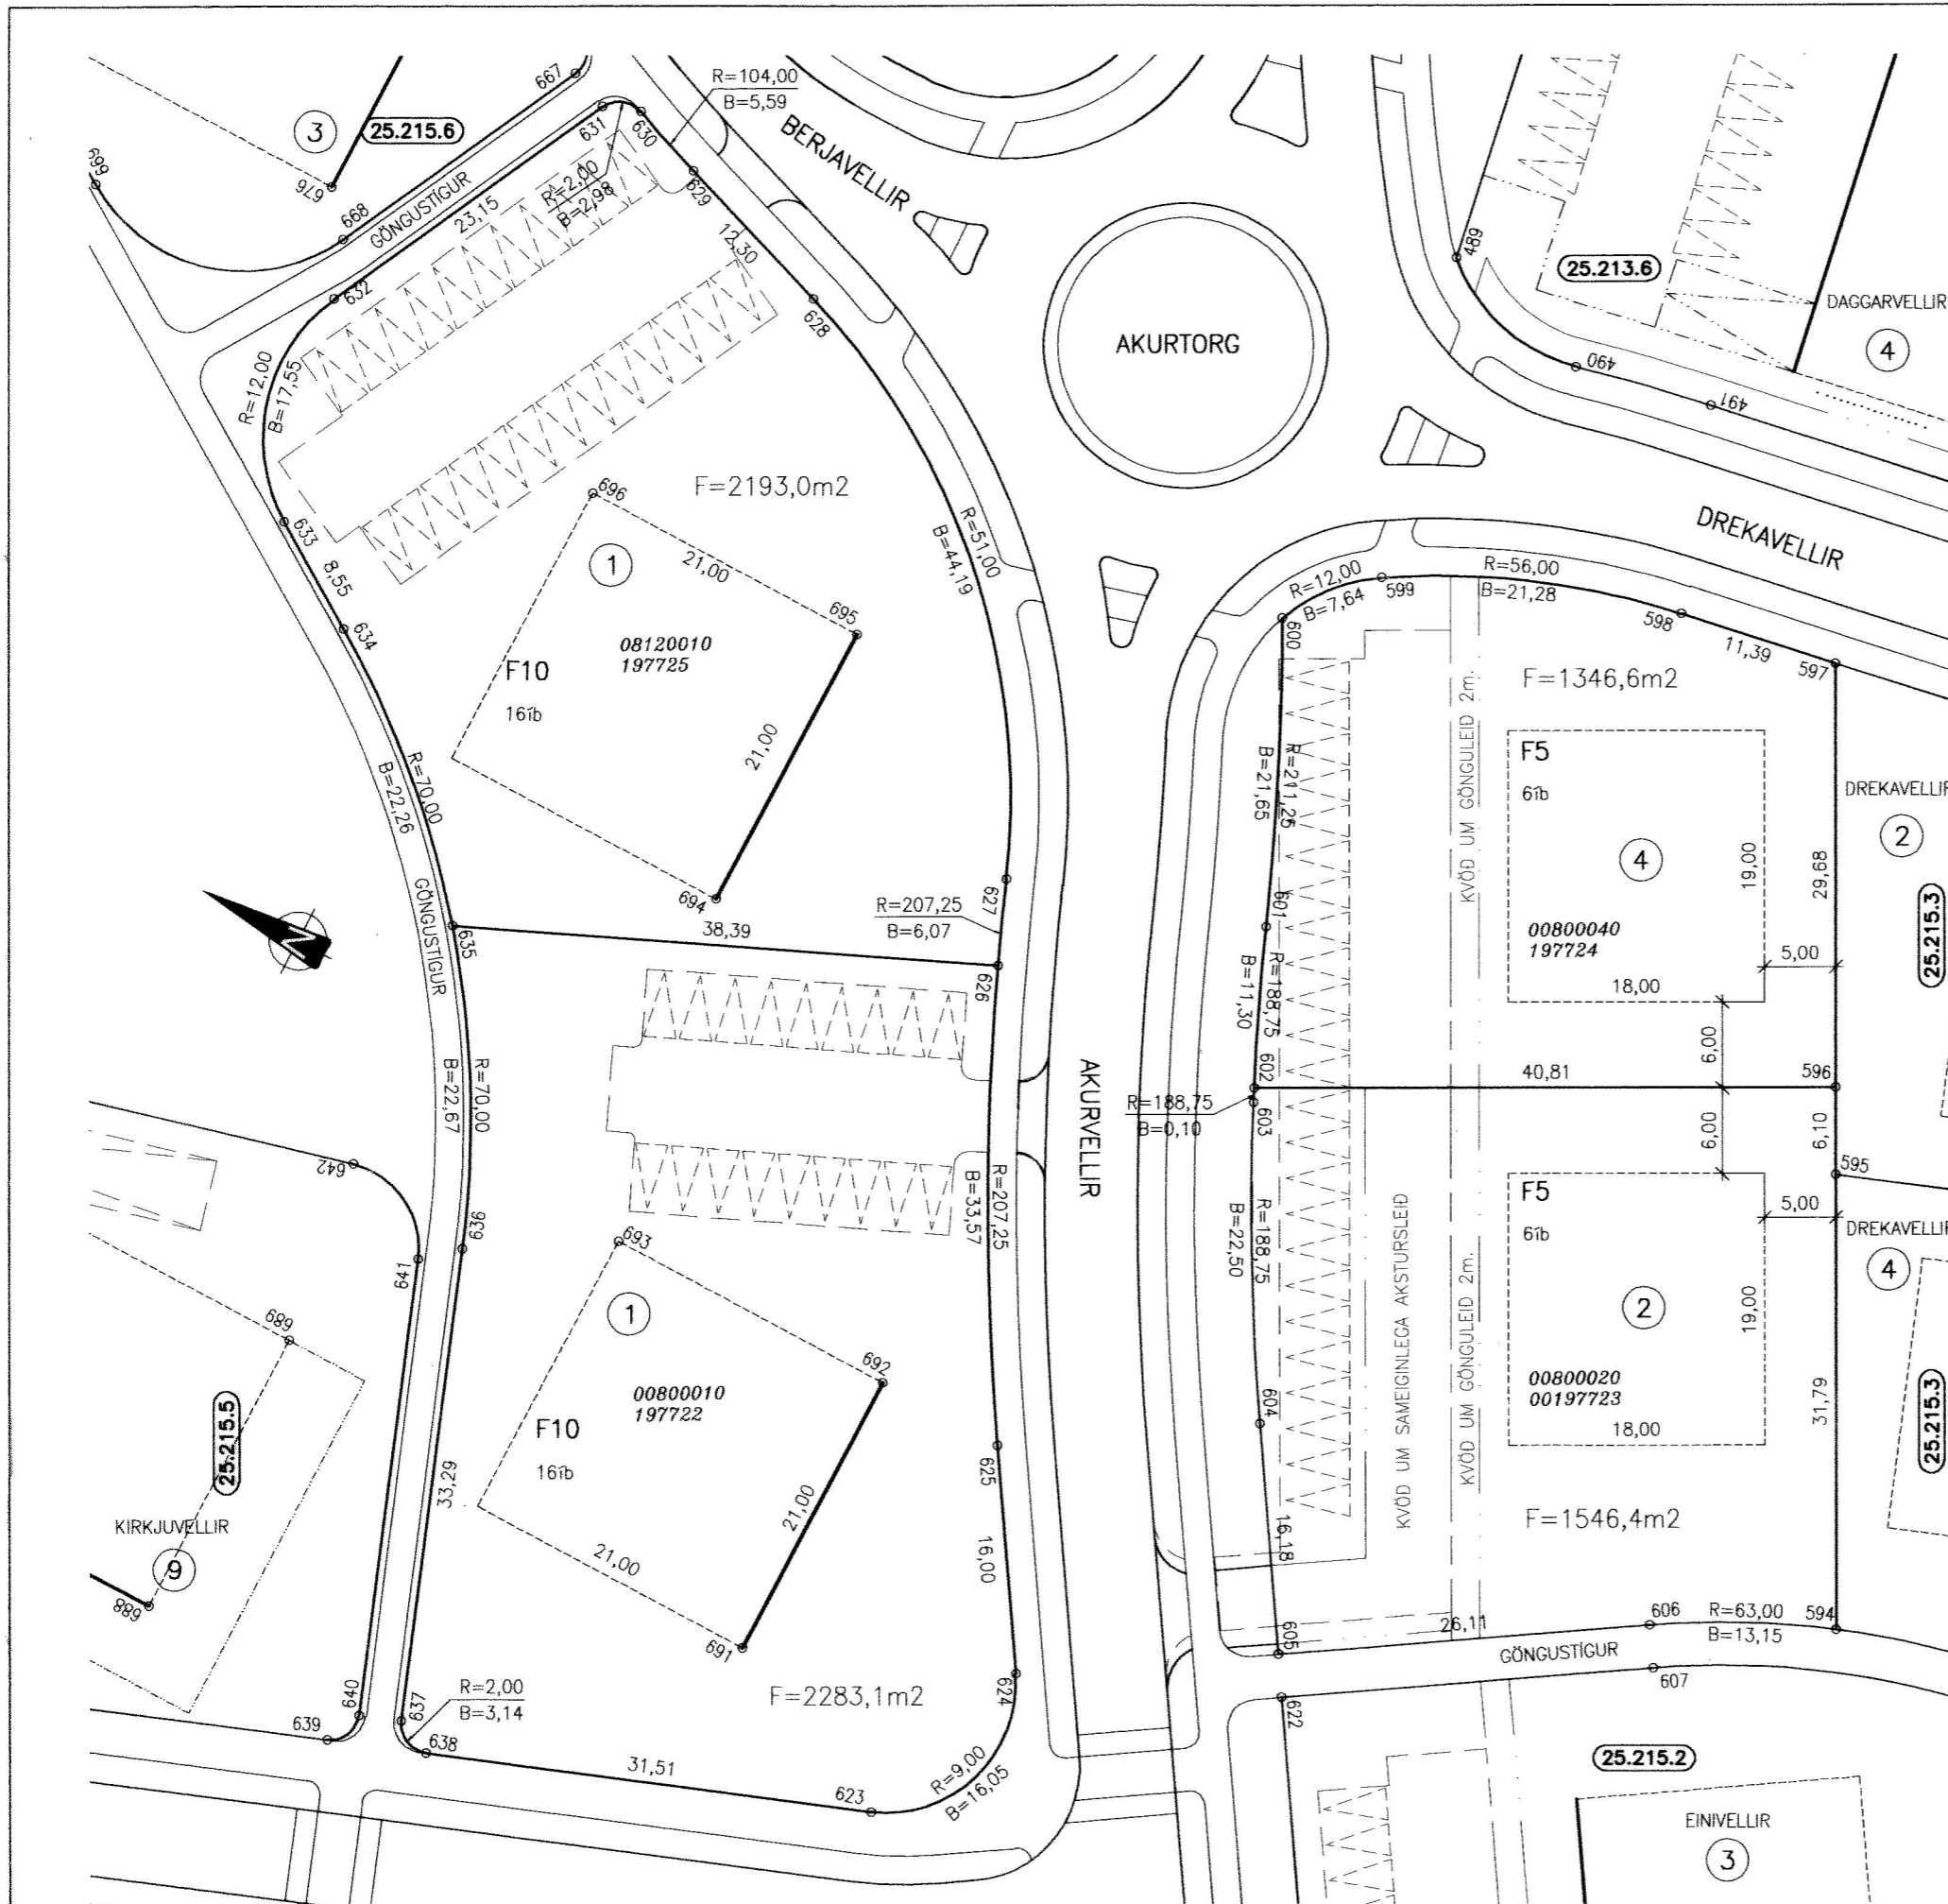 667
R=104,00
B=5,59
3
25.215.6
631
630
BERJAVELLIR
699
676
668
GÖNGUSTÍGUR
23,15
R=2,00
B=2,98
629
12,30
632
628
489
25.213.6
DAGGARVELLIR
4
AKURTORG
490
491
R=12,00
B=17,55
F=2193,0m2
696
633
1
21,00
R=51,00
B=44,19
DREKAVELLIR
8,55
634
695
R=12,00
B=7,64
599
R=56,00
B=21,28
600
598
11,39
597
08120010
197725
F10
16íb
F=1346,6m2
21,00
R=70,00
B=22,26
R=211,25
B=21,65
KVÖÐ UM GÖNGULEIÐ 2m.
F5
6íb
DREKAVELLIR
2
4
19,00
29,68
GÖNGUSTÍGUR
694
627
R=207,25
B=6,07
635
38,39
626
601
00800040
197724
5,00
25.215.3
R=188,75
B=11,30
18,00
6,00
R=70,00
B=22,67
AKURVELLIR
602
40,81
596
R=188,75
B=0,10
603
6,00
6,10
642
595
R=207,25
B=33,57
F5
6íb
5,00
DREKAVELLIR
4
636
693
641
R=188,75
B=22,50
KVÖÐ UM SAMEIGINLEGA AKSTURSLEIÐ
KVÖÐ UM GÖNGULEIÐ 2m.
2
19,00
689
1
692
00800010
197722
604
00800020
00197723
31,79
25.215.3
F10
16íb
18,00
25.215.5
625
33,29
21,00
F=1546,4m2
KIRKJUVELLIR
9
16,00
16,18
21,00
688
691
605
26,11
606
R=63,00
B=13,15
594
GÖNGUSTÍGUR
607
640
637
R=2,00
B=3,14
F=2283,1m2
624
622
639
638
31,51
25.215.2
623
R=9,00
B=16,05
EINIVELLIR
3
N